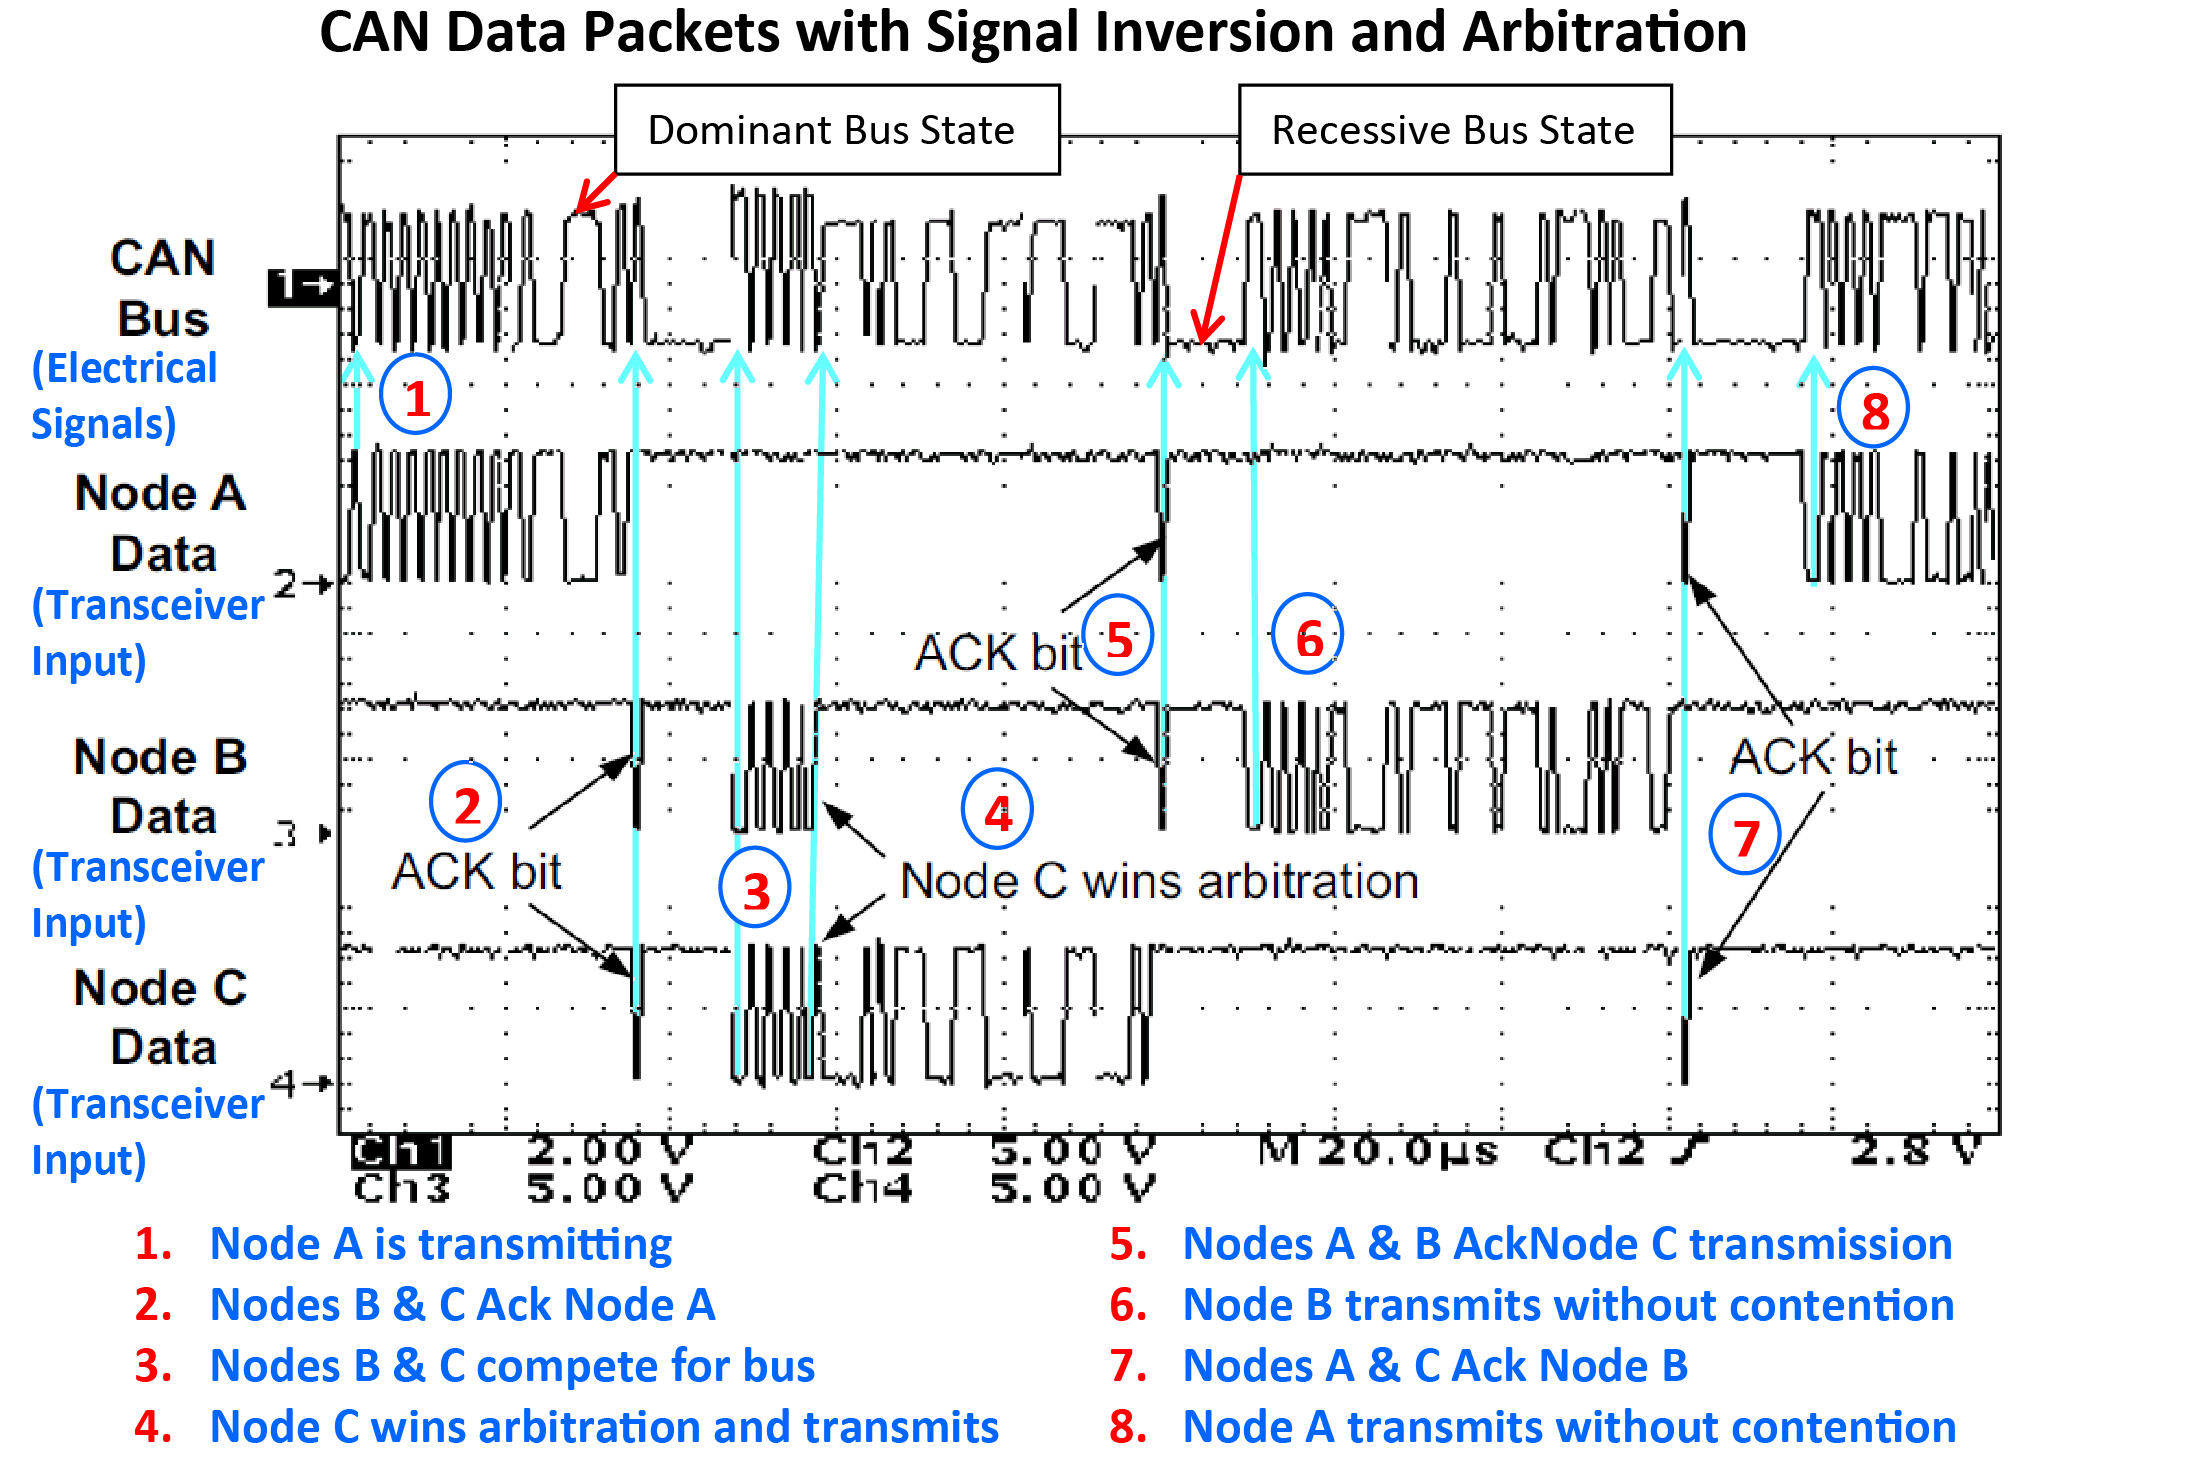 CAN Data Packets with Signal Inversion and Arbitration
Dominant Bus State
Recessive Bus State
CAN
Bus
(Electrical
Signals)
1
1
8
Node A
Data
(Transceiver
Input)
2
ACK bit
5
6
Node B
Data
(Transceiver
Input)
3
2
ACK bit
3
4
Node C wins arbitration
ACK bit
7
Node C
Data
(Transceiver
Input)
4
Ch1 2.00 V Ch2 5.00 V M 20.0µs Ch2 2.8 V
Ch3 5.00 V Ch4 5.00 V
1. Node A is transmitting
2. Nodes B & C Ack Node A
3. Nodes B & C compete for bus
4. Node C wins arbitration and transmits
5. Nodes A & B AckNode C transmission
6. Node B transmits without contention
7. Nodes A & C Ack Node B
8. Node A transmits without contention